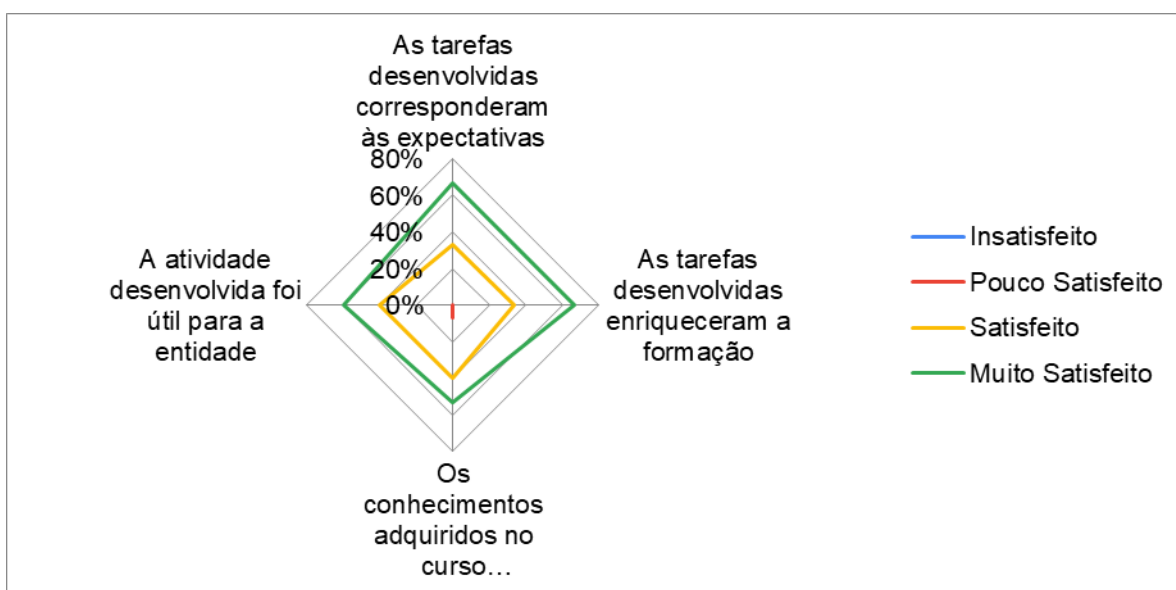 As tarefas
desenvolvidas
corresponderam
às expectativas
80%
60%
40%
20%
0%
A atividade
desenvolvida foi
útil para a
entidade
As tarefas
desenvolvidas
enriqueceram a
formação
Os
conhecimentos
adquiridos no
curso…
Insatisfeito
Pouco Satisfeito
Satisfeito
Muito Satisfeito